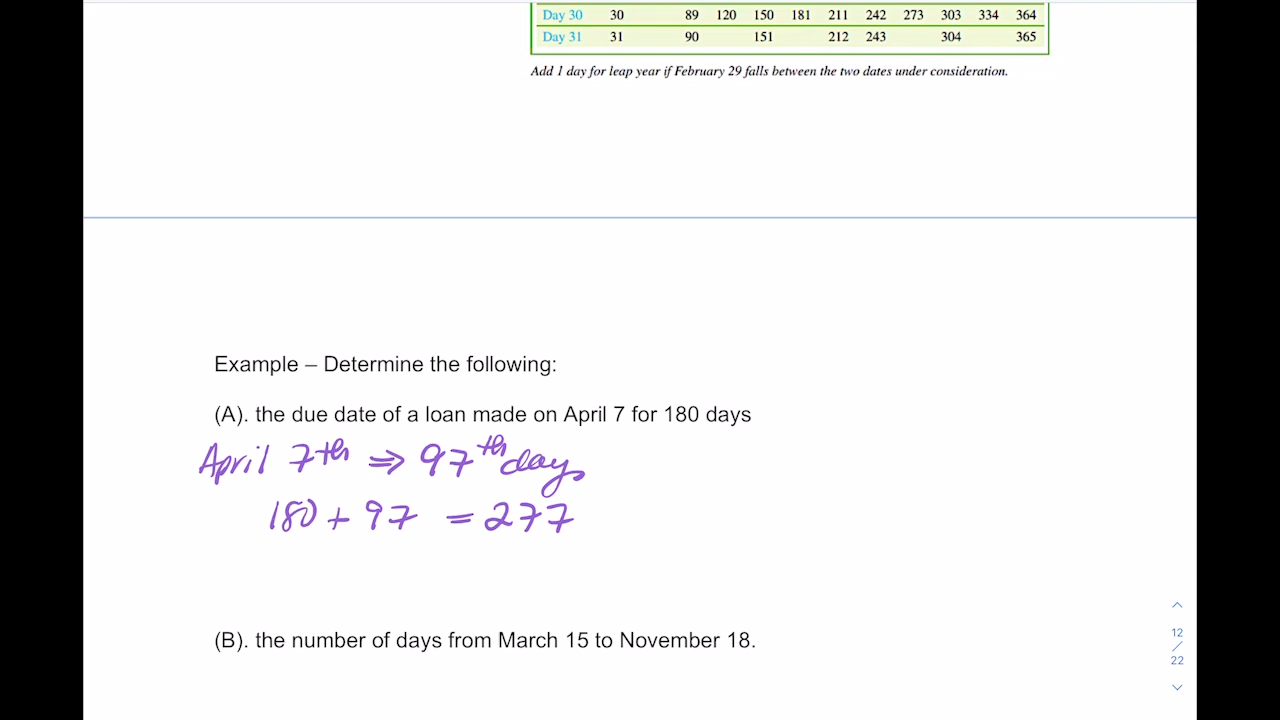 Day 30 30 89 120 150 181 211 242 273 303 334 364
Day 31 31 90 151 212 243 304 365
Add 1 day for leap year if February 29 falls between the two dates under consideration.
Example – Determine the following:
(A). the due date of a loan made on April 7 for 180 days
April 7th ⇒ 97th days
180 + 97 = 277
(B). the number of days from March 15 to November 18.
12
/
22